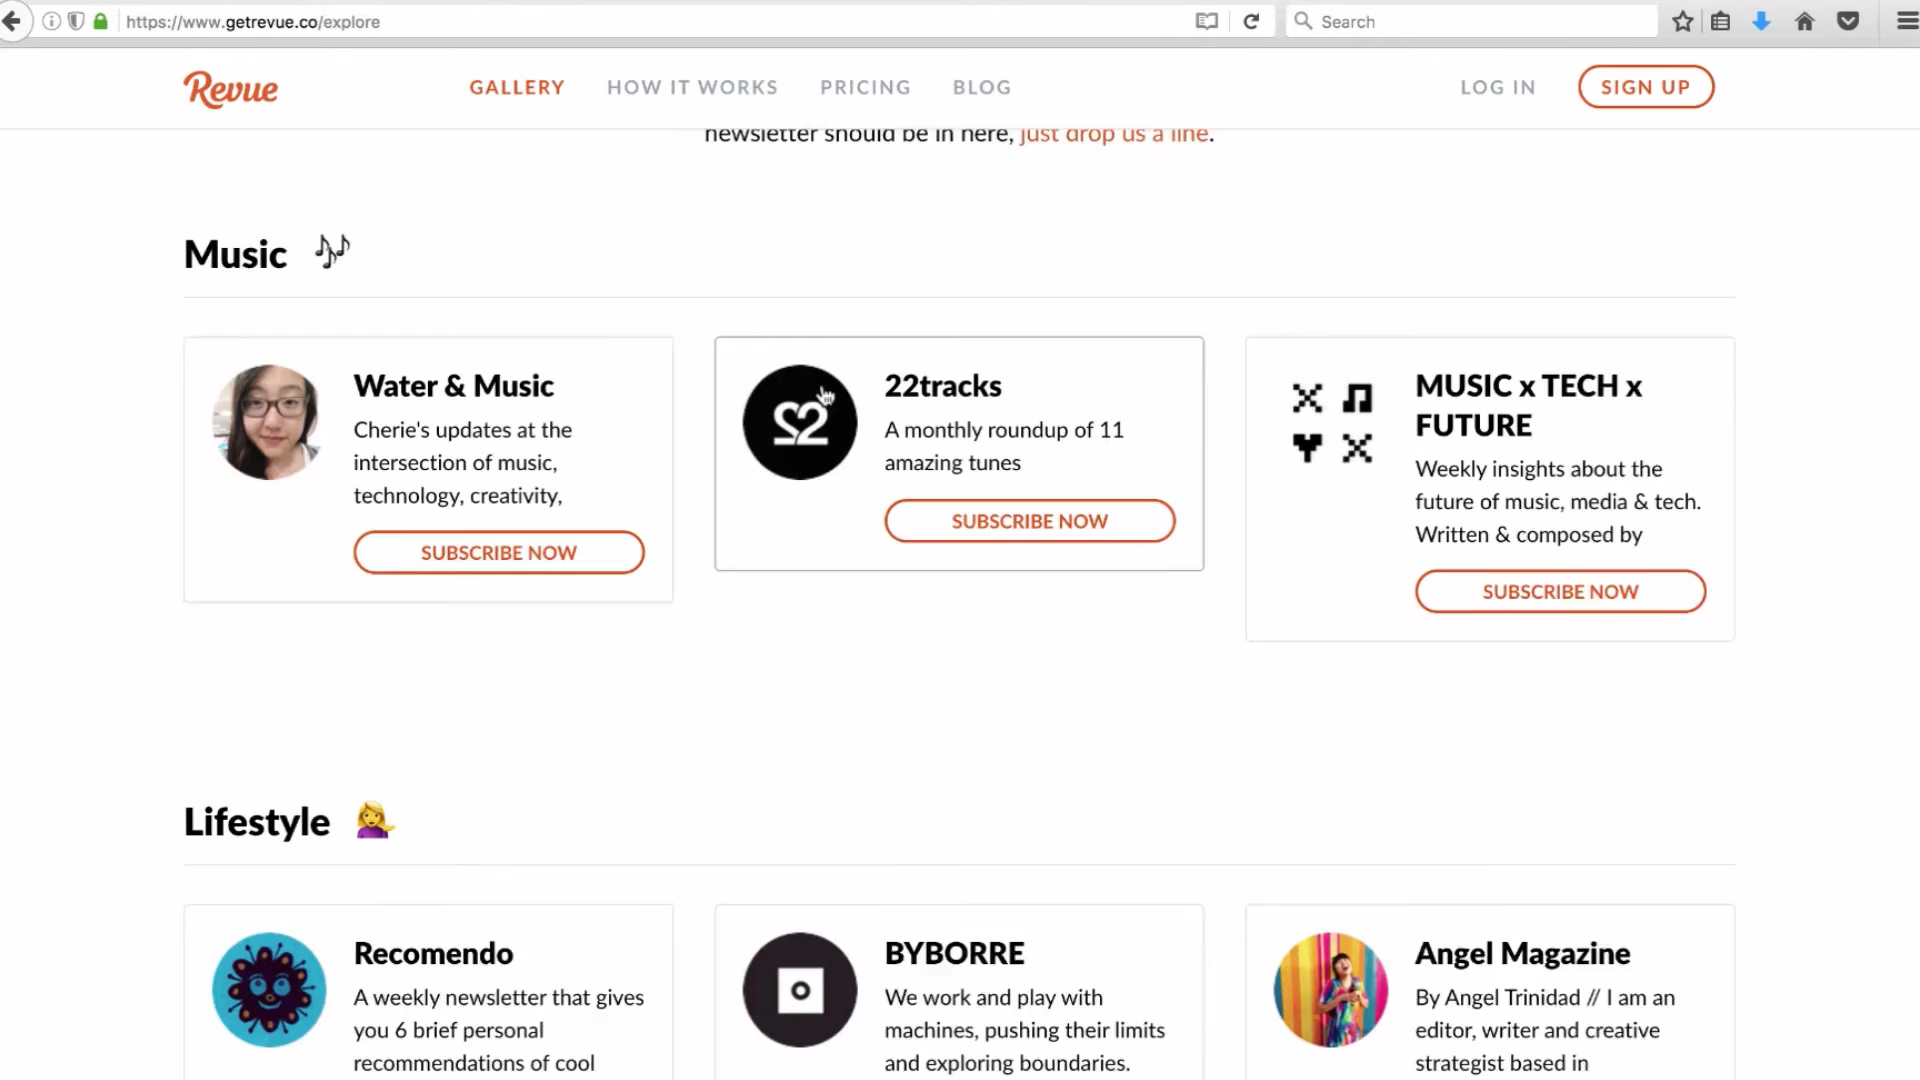 https://www.getrevue.co/explore
Search
Revue
GALLERY
HOW IT WORKS
PRICING
BLOG
LOG IN
SIGN UP
newsletter should be in here, just drop us a line.
Music
Water & Music
Cherie's updates at the
intersection of music,
technology, creativity,
SUBSCRIBE NOW
22
22tracks
A monthly roundup of 11
amazing tunes
SUBSCRIBE NOW
MUSIC x TECH x
FUTURE
Weekly insights about the
future of music, media & tech.
Written & composed by
SUBSCRIBE NOW
Lifestyle
Recomendo
A weekly newsletter that gives
you 6 brief personal
recommendations of cool
BYBORRE
We work and play with
machines, pushing their limits
and exploring boundaries.
Angel Magazine
By Angel Trinidad // I am an
editor, writer and creative
strategist based in